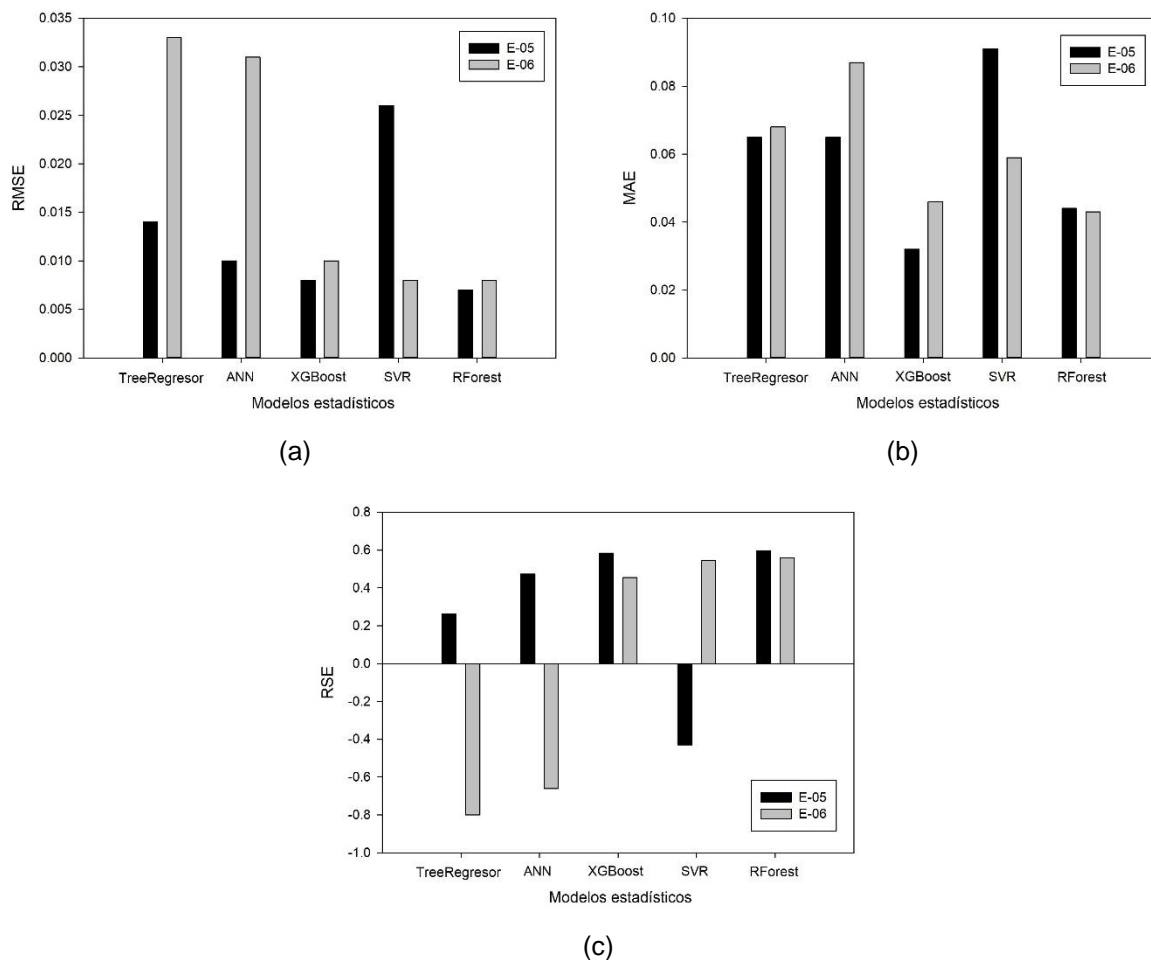 0.035
0.030
0.025
0.020
0.015
0.010
0.005
0.000
RMSE
E-05
E-06
TreeRegresor ANN XGBoost SVR RForest
Modelos estadísticos
(a)
0.10
0.08
0.06
0.04
0.02
0.00
MAE
E-05
E-06
TreeRegresor ANN XGBoost SVR RForest
Modelos estadísticos
(b)
0.8
0.6
0.4
0.2
0.0
-0.2
-0.4
-0.6
-0.8
-1.0
RSE
E-05
E-06
TreeRegresor ANN XGBoost SVR RForest
Modelos estadísticos
(c)